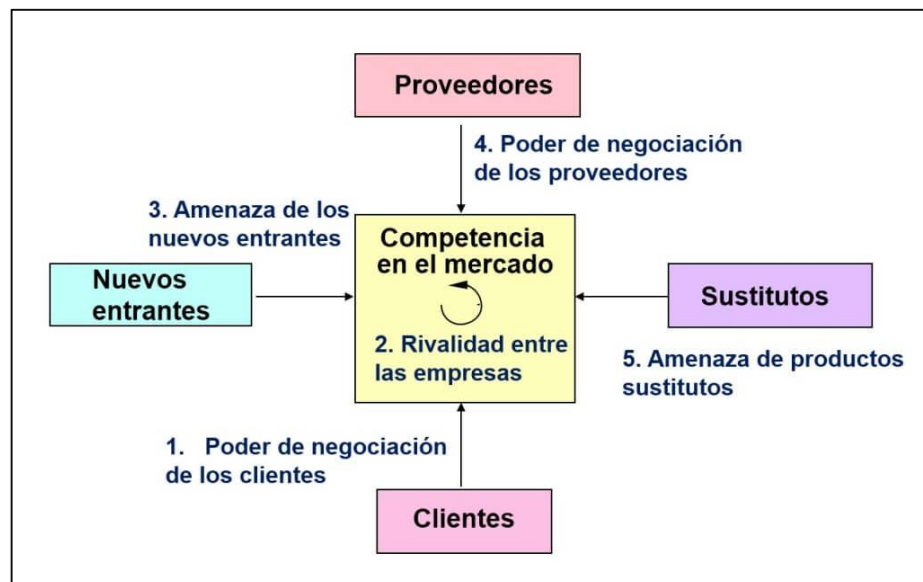 Proveedores
4. Poder de negociación
de los proveedores
3. Amenaza de los
nuevos entrantes
Competencia
en el mercado
Nuevos
entrantes
Sustitutos
2. Rivalidad entre
las empresas
5. Amenaza de productos
sustitutos
1. Poder de negociación
de los clientes
Clientes